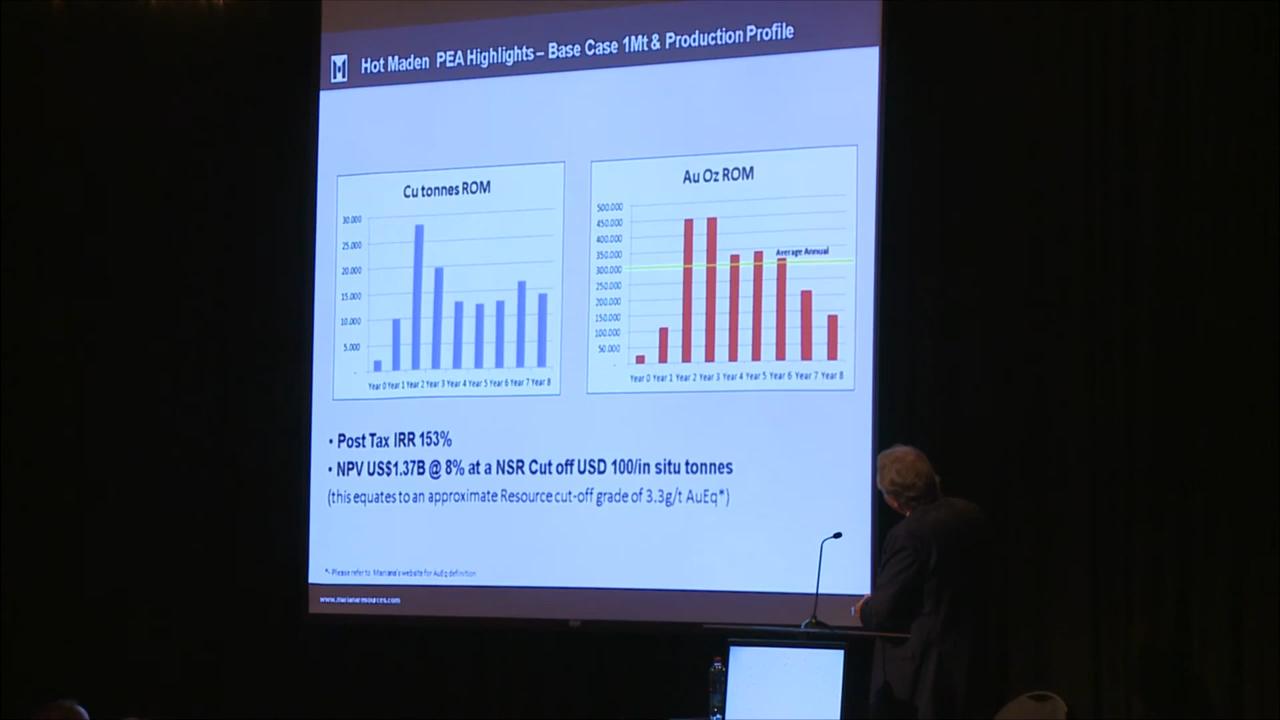 Hot Maden PEA Highlights – Base Case 1Mt & Production Profile
Cu tonnes ROM
30.000
25.000
20.000
15.000
10.000
5.000
-
Year 0 Year 1 Year 2 Year 3 Year 4 Year 5 Year 6 Year 7 Year 8
Au Oz ROM
500.000
450.000
400.000
350.000
300.000
250.000
200.000
150.000
100.000
50.000
-
Average Annual
Year 0 Year 1 Year 2 Year 3 Year 4 Year 5 Year 6 Year 7 Year 8
• Post Tax IRR 153%
• NPV US$1.37B @ 8% at a NSR Cut off USD 100/in situ tonnes
(this equates to an approximate Resource cut-off grade of 3.3g/t AuEq*)
*- Please refer to Mariana's website for AuEq definition
www.marianaresources.com